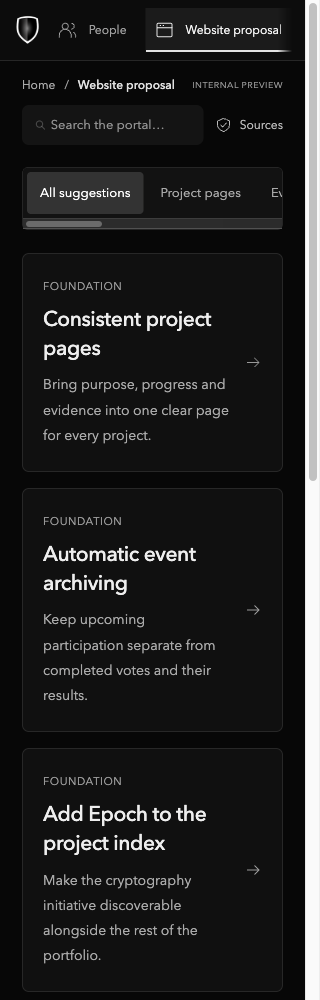 People
Website proposal
Home / Website proposal INTERNAL PREVIEW
Search the portal...
Sources
All suggestions Project pages
FOUNDATION
Consistent project
pages
Bring purpose, progress and
evidence into one clear page
for every project.
FOUNDATION
Automatic event
archiving
Keep upcoming
participation separate from
completed votes and their
results.
FOUNDATION
Add Epoch to the
project index
Make the cryptography
initiative discoverable
alongside the rest of the
portfolio.